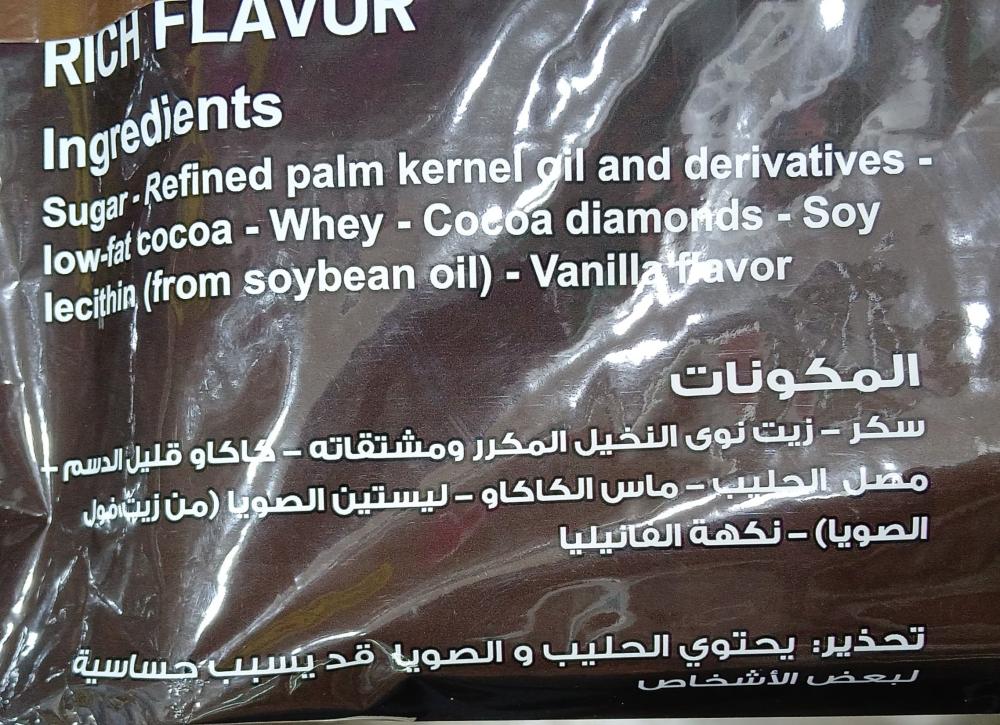 RICH FLAVOR
Ingredients
Sugar - Refined palm kernel oil and derivatives -
low-fat cocoa - Whey - Cocoa diamonds - Soy
lecithin (from soybean oil) - Vanilla flavor
المكونات
سكر – زيت نوى النخيل المكرر ومشتقاته – كاكاو قليل الدسم –
مصل الحليب – ماس الكاكاو – ليستين الصويا (من زيت فول
الصويا) – نكهة الفانيليا
تحذير: يحتوي الحليب و الصويا قد يسبب حساسية
لبعض الأشخاص